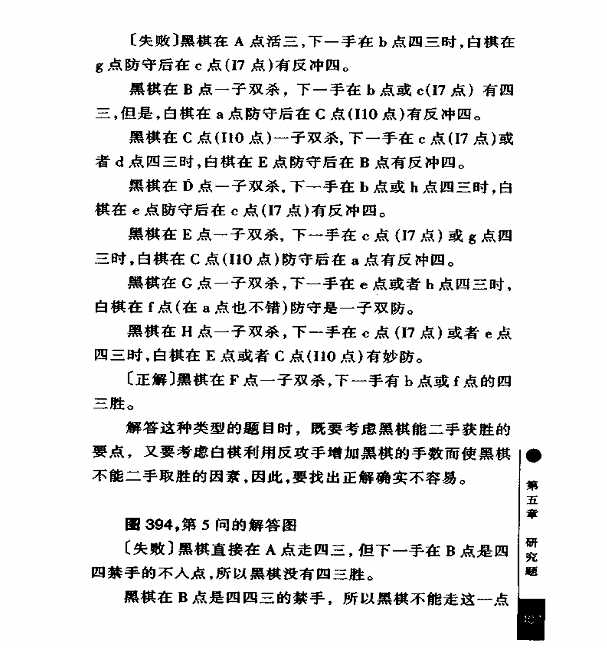 〔失败〕黑棋在 A 点活三,下一手在 b 点四三时,白棋在
g 点防守后在 c 点(I7 点)有反冲四。
黑棋在 B 点一子双杀, 下一手在 b 点或 c(I7 点) 有四
三,但是,白棋在 a 点防守后在 C 点(I10 点)有反冲四。
黑棋在 C 点(I10 点)一子双杀,下一手在 c 点(I7 点)或
者 d 点四三时,白棋在 E 点防守后在 B 点有反冲四。
黑棋在 D 点一子双杀,下一手在 b 点或 h 点四三时,白
棋在 e 点防守后在 c 点(I7 点)有反冲四。
黑棋在 E 点一子双杀, 下一手在 c 点 (I7 点) 或 g 点四
三时,白棋在 C 点(I10 点)防守后在 a 点有反冲四。
黑棋在 G 点一子双杀,下一手在 e 点或者 h 点四三时,
白棋在 f 点(在 a 点也不错)防守是一子双防。
黑棋在 H 点一子双杀, 下一手在 c 点 (I7 点) 或者 e 点
四三时,白棋在 E 点或者 C 点(I10 点)有妙防。
〔正解〕黑棋在 F 点一子双杀,下一手有 b 点或 f 点的四
三胜。
解答这种类型的题目时, 既要考虑黑棋能二手获胜的
要点, 又要考虑白棋利用反攻手增加黑棋的手数而使黑棋
不能二手取胜的因素,因此,要找出正解确实不容易。
图 394,第 5 问的解答图
〔失败〕黑棋直接在 A 点走四三, 但下一手在 B 点是四
四禁手的不入点,所以黑棋没有四三胜。
黑棋在 B 点是四四三的禁手, 所以黑棋不能走这一点
第五章 研究题